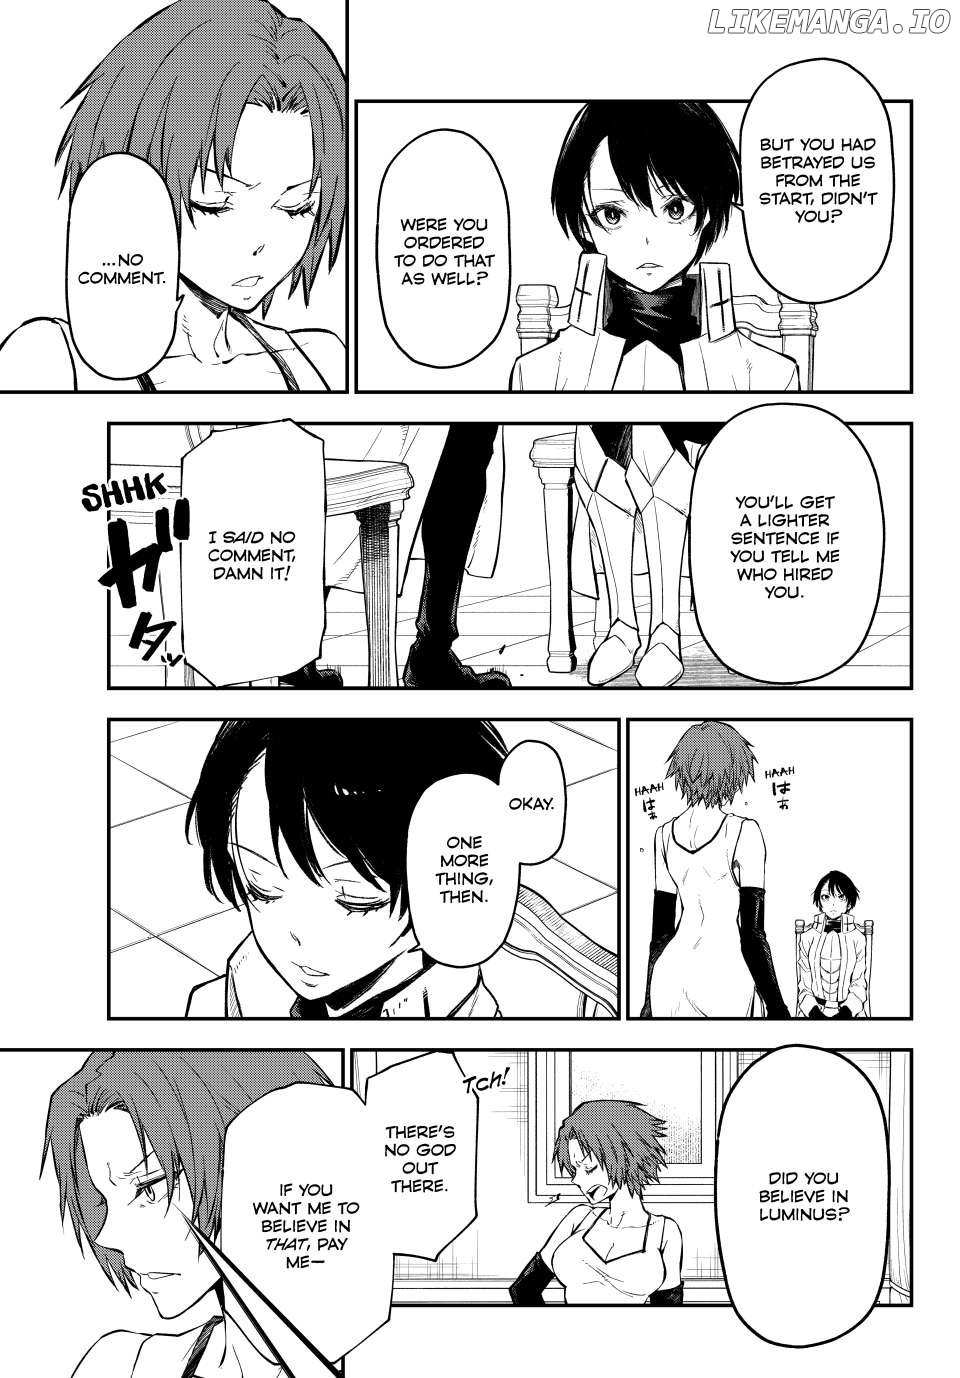 LIKEMANGA.IO
BUT YOU HAD
BETRAYED US
FROM THE
START, DIDN'T
YOU?
WERE YOU
ORDERED
TO DO THAT
AS WELL?
...NO
COMMENT.
YOU'LL GET
A LIGHTER
SENTENCE IF
YOU TELL ME
WHO HIRED
YOU.
I SAID NO
COMMENT,
DAMN IT!
SHHK
ガ
タッ
HAAH
はぁ
HAAH
はぁ
OKAY.
ONE
MORE
THING,
THEN.
DID YOU
BELIEVE IN
LUMINUS?
Tch!
THERE'S
NO GOD
OUT
THERE.
IF YOU
WANT ME TO
BELIEVE IN
THAT, PAY
ME—